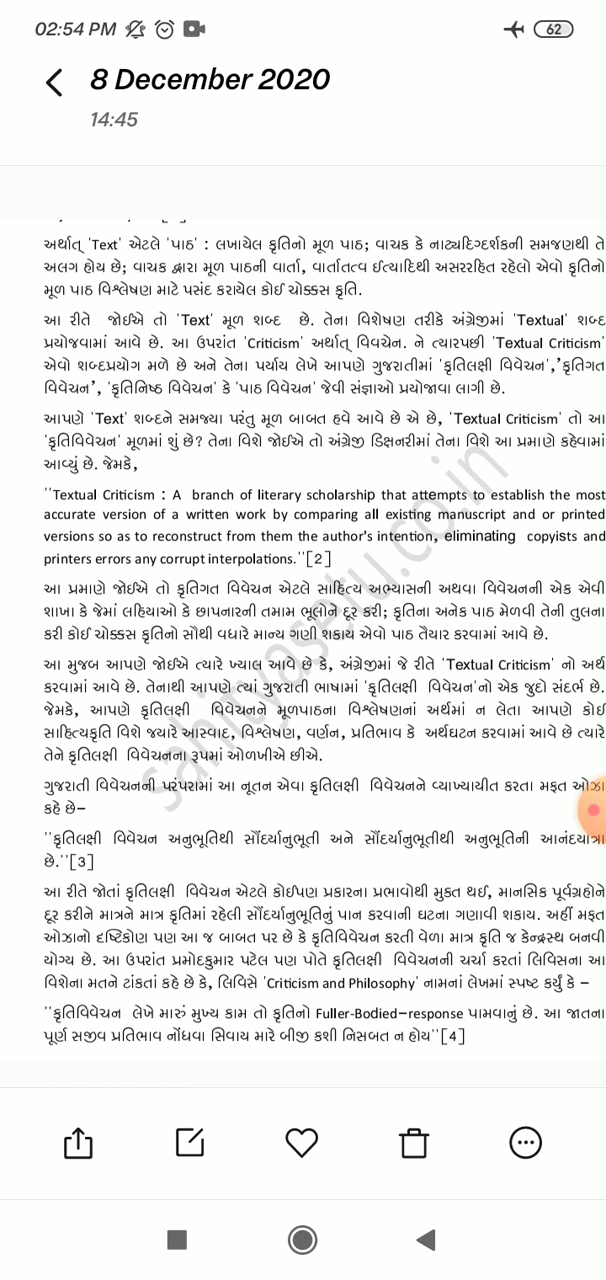 02:54 PM
62
8 December 2020
14:45
અર્થાત્ 'Text' એટલે 'પાઠ' : લખાયેલ કૃતિનો મૂળ પાઠ; વાચક કે નાટ્યદિગ્દર્શકની સમજણથી તે
અલગ હોય છે; વાચક દ્વારા મૂળ પાઠની વાર્તા, વાર્તાતત્વ ઈત્યાદિથી અસરરહિત રહેલો એવો કૃતિનો
મૂળ પાઠ વિશ્લેષણ માટે પસંદ કરાયેલ કોઈ ચોક્કસ કૃતિ.
આ રીતે જોઈએ તો 'Text' મૂળ શબ્દ છે. તેના વિશેષણ તરીકે અંગ્રેજીમાં 'Textual' શબ્દ
પ્રયોજવામાં આવે છે. આ ઉપરાંત 'Criticism' અર્થાત્ વિવચેન. ને ત્યારપછી 'Textual Criticism'
એવો શબ્દપ્રયોગ મળે છે અને તેના પર્યાય લેખે આપણે ગુજરાતીમાં 'કૃતિલક્ષી વિવેચન','કૃતિગત
વિવેચન', 'કૃતિનિષ્ઠ વિવેચન' કે 'પાઠ વિવેચન' જેવી સંજ્ઞાઓ પ્રયોજાવા લાગી છે.
આપણે 'Text' શબ્દને સમજ્યા પરંતુ મૂળ બાબત હવે આવે છે એ છે, 'Textual Criticism' તો આ
'કૃતિવિવેચન' મૂળમાં શું છે? તેના વિશે જોઈએ તો અંગ્રેજી ડિક્ષનરીમાં તેના વિશે આ પ્રમાણે કહેવામાં
આવ્યું છે. જેમકે,
''Textual Criticism : A branch of literary scholarship that attempts to establish the most
accurate version of a written work by comparing all existing manuscript and or printed
versions so as to reconstruct from them the author's intention, eliminating copyists and
printers errors any corrupt interpolations.''[2]
આ પ્રમાણે જોઈએ તો કૃતિગત વિવેચન એટલે સાહિત્ય અભ્યાસની અથવા વિવેચનની એક એવી
શાખા કે જેમાં લહિયાઓ કે છાપનારની તમામ ભૂલોને દૂર કરી; કૃતિના અનેક પાઠ મેળવી તેની તુલના
કરી કોઈ ચોક્કસ કૃતિનો સૌથી વધારે માન્ય ગણી શકાય એવો પાઠ તૈયાર કરવામાં આવે છે.
આ મુજબ આપણે જોઈએ ત્યારે ખ્યાલ આવે છે કે, અંગ્રેજીમાં જે રીતે 'Textual Criticism' નો અર્થ
કરવામાં આવે છે. તેનાથી આપણે ત્યાં ગુજરાતી ભાષામાં 'કૃતિલક્ષી વિવેચન'નો એક જુદો સંદર્ભ છે.
જેમકે, આપણે કૃતિલક્ષી વિવેચનને મૂળપાઠના વિશ્લેષણનાં અર્થમાં ન લેતા આપણે કોઈ
સાહિત્યકૃતિ વિશે જ્યારે આસ્વાદ, વિશ્લેષણ, વર્ણન, પ્રતિભાવ કે અર્થઘટન કરવામાં આવે છે ત્યારે
તેને કૃતિલક્ષી વિવેચનના રૂપમાં ઓળખીએ છીએ.
ગુજરાતી વિવેચનની પરંપરામાં આ નૂતન એવા કૃતિલક્ષી વિવેચનને વ્યાખ્યાયીત કરતા મફત ઓઝા
કહે છે–
''કૃતિલક્ષી વિવેચન અનુભૂતિથી સૌંદર્યાનુભૂતી અને સૌંદર્યાનુભૂતીથી અનુભૂતિની આનંદયાત્રા
છે.''[3]
આ રીતે જોતાં કૃતિલક્ષી વિવેચન એટલે કોઈપણ પ્રકારના પ્રભાવોથી મુક્ત થઈ, માનસિક પૂર્વગ્રહોને
દૂર કરીને માત્રને માત્ર કૃતિમાં રહેલી સૌંદર્યાનુભૂતિનું પાન કરવાની ઘટના ગણાવી શકાય. અહીં મફત
ઓઝાનો દૃષ્ટિકોણ પણ આ જ બાબત પર છે કે કૃતિવિવેચન કરતી વેળા માત્ર કૃતિ જ કેન્દ્રસ્થ બનવી
યોગ્ય છે. આ ઉપરાંત પ્રમોદકુમાર પટેલ પણ પોતે કૃતિલક્ષી વિવેચનની ચર્ચા કરતાં લિવિસના આ
વિશેના મતને ટાંકતાં કહે છે કે, લિવિસે 'Criticism and Philosophy' નામનાં લેખમાં સ્પષ્ટ કર્યું કે –
''કૃતિવિવેચન લેખે મારું મુખ્ય કામ તો કૃતિનો Fuller-Bodied–response પામવાનું છે. આ જાતના
પૂર્ણ સજીવ પ્રતિભાવ નોંધવા સિવાય મારે બીજી કશી નિસબત ન હોય''[4]
sahityasetu.co.in